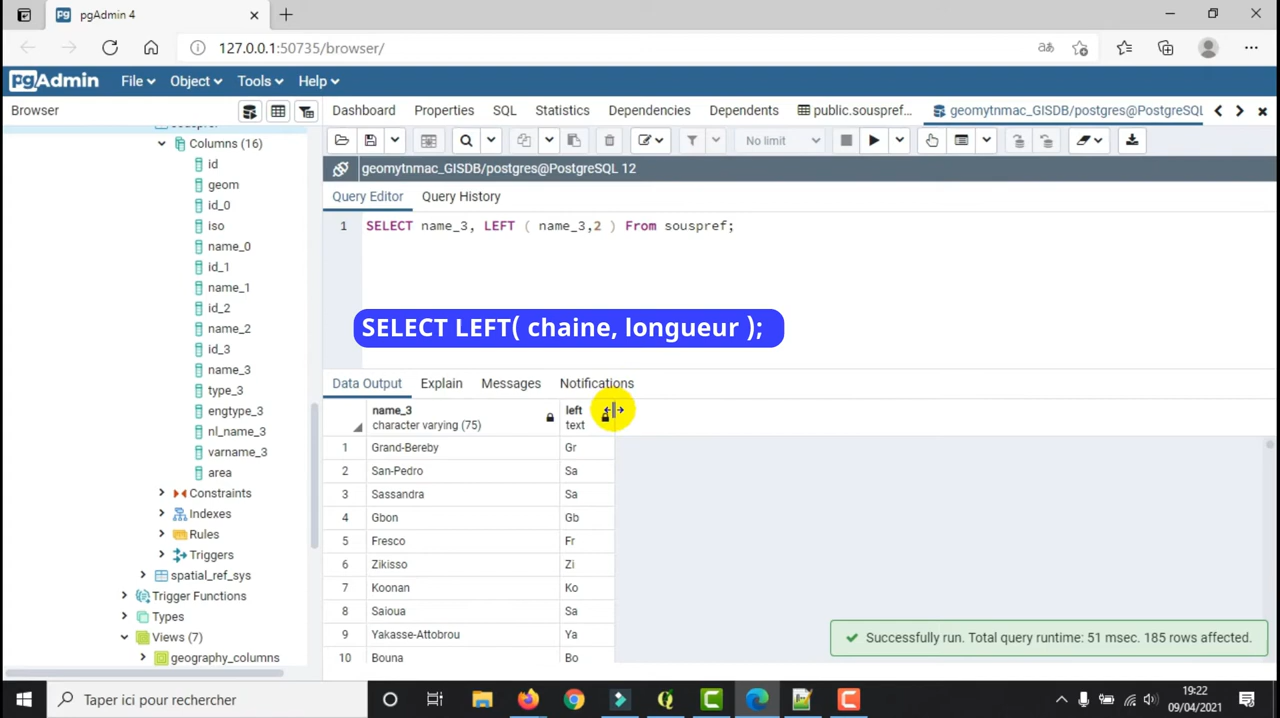 pgAdmin 4
127.0.0.1:50735/browser/
pgAdmin File Object Tools Help
Browser
Dashboard Properties SQL Statistics Dependencies Dependents public.souspref... geomytnmac_GISDB/postgres@PostgreSQL
No limit
geomytnmac_GISDB/postgres@PostgreSQL 12
Query Editor Query History
1 SELECT name_3, LEFT ( name_3,2 ) From souspref;
SELECT LEFT( chaine, longueur );
Columns (16)
id
geom
id_0
iso
name_0
id_1
name_1
id_2
name_2
id_3
name_3
type_3
engtype_3
nl_name_3
varname_3
area
Constraints
Indexes
Rules
Triggers
spatial_ref_sys
Trigger Functions
Types
Views (7)
geography_columns
Data Output Explain Messages Notifications
name_3 left
character varying (75) text
1 Grand-Bereby Gr
2 San-Pedro Sa
3 Sassandra Sa
4 Gbon Gb
5 Fresco Fr
6 Zikisso Zi
7 Koonan Ko
8 Saioua Sa
9 Yakasse-Attobrou Ya
10 Bouna Bo
Successfully run. Total query runtime: 51 msec. 185 rows affected.
Taper ici pour rechercher
19:22
09/04/2021